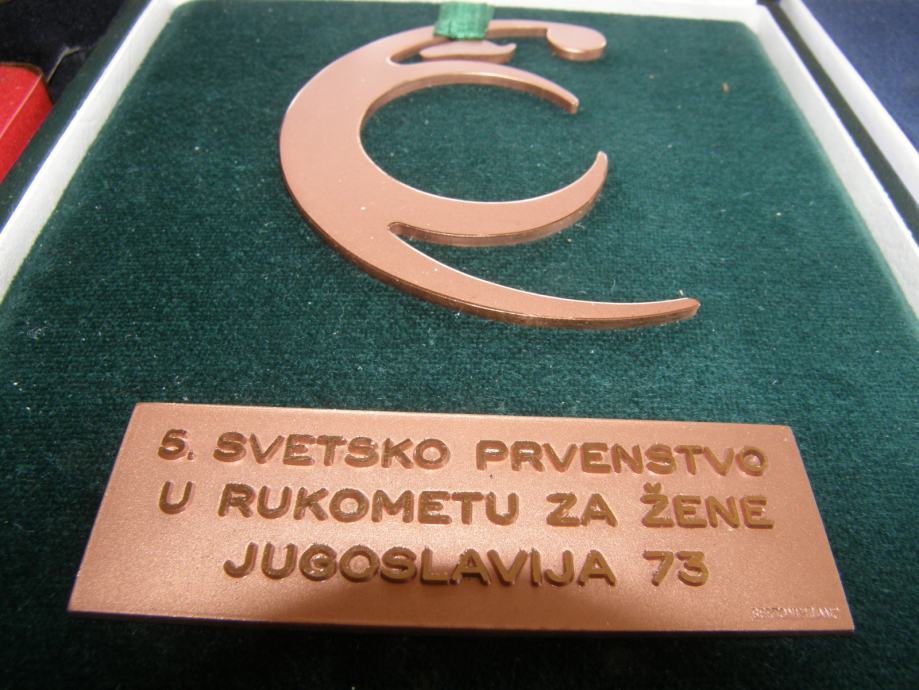 5. SVETSKO PRVENSTVO
U RUKOMETU ZA ŽENE
JUGOSLAVIJA 73